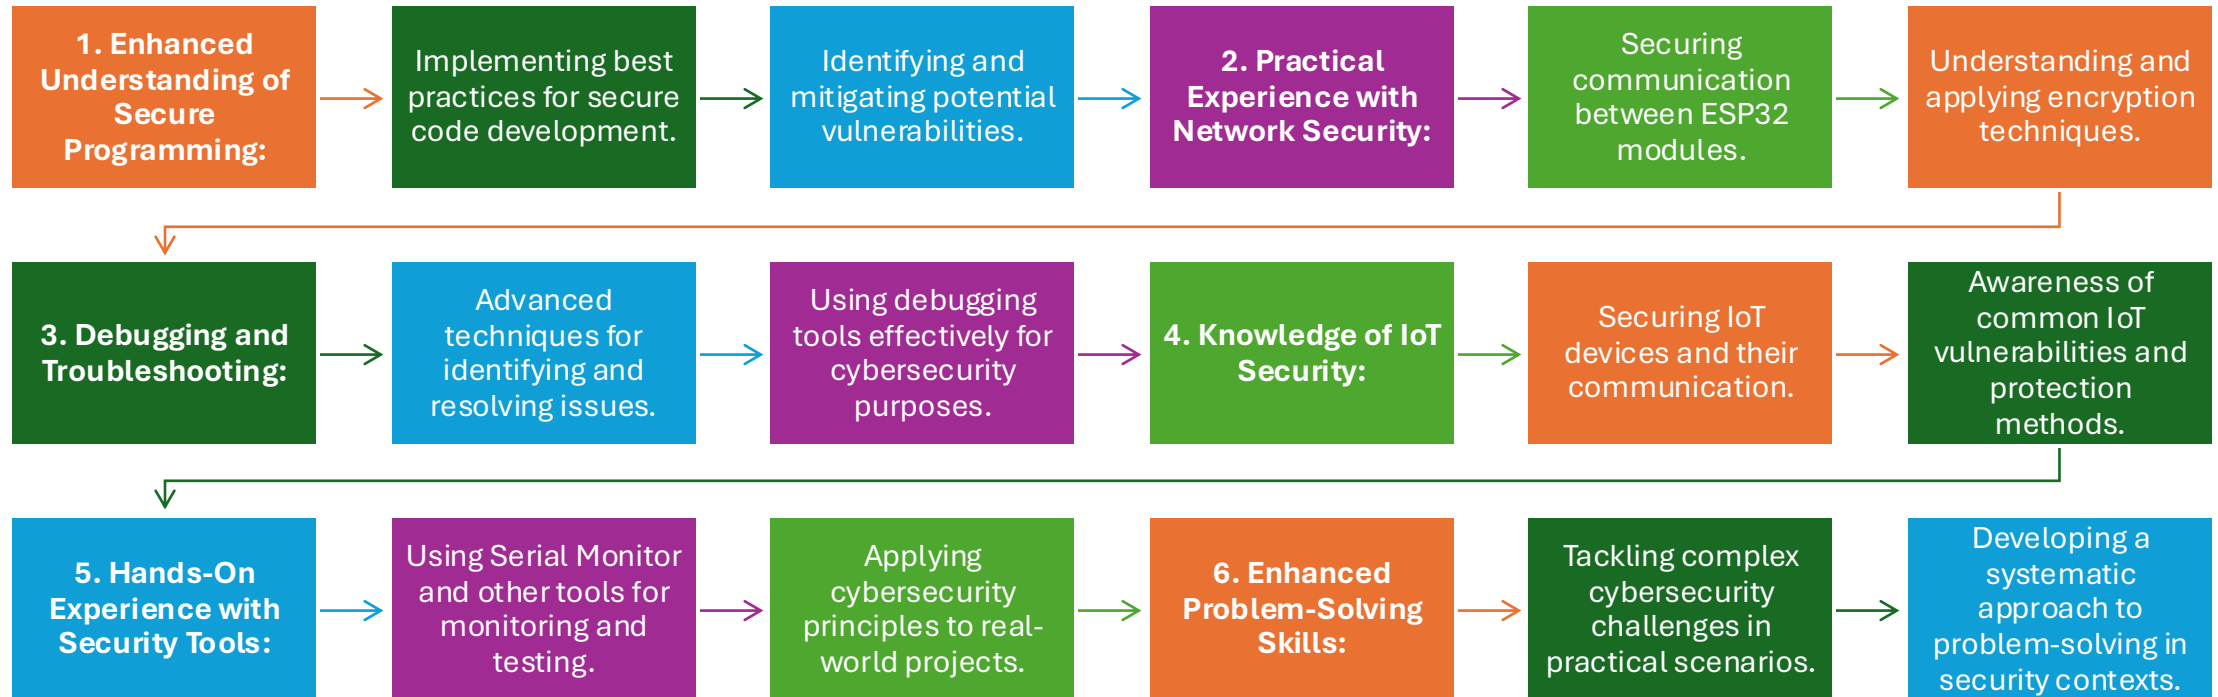 1. Enhanced
Understanding of
Secure
Programming:
Implementing best
practices for secure
code development.
Identifying and
mitigating potential
vulnerabilities.
2. Practical
Experience with
Network Security:
Securing
communication
between ESP32
modules.
Understanding and
applying encryption
techniques.
3. Debugging and
Troubleshooting:
Advanced
techniques for
identifying and
resolving issues.
Using debugging
tools effectively for
cybersecurity
purposes.
4. Knowledge of IoT
Security:
Securing IoT
devices and their
communication.
Awareness of
common IoT
vulnerabilities and
protection
methods.
5. Hands-On
Experience with
Security Tools:
Using Serial Monitor
and other tools for
monitoring and
testing.
Applying
cybersecurity
principles to real-
world projects.
6. Enhanced
Problem-Solving
Skills:
Tackling complex
cybersecurity
challenges in
practical scenarios.
Developing a
systematic
approach to
problem-solving in
security contexts.